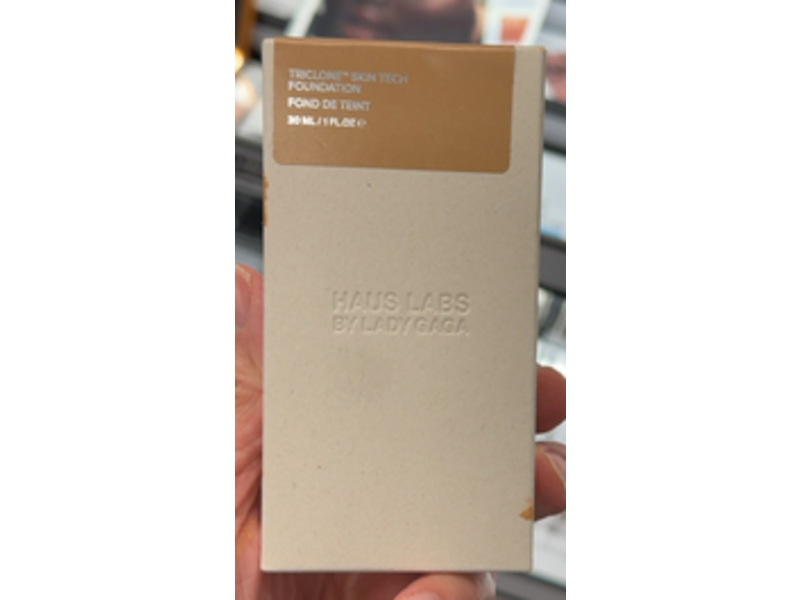 TRICLONE™ SKIN TECH
FOUNDATION
FOND DE TEINT
30 ML / 1 FL.OZ ℮
HAUS LABS
BY LADY GAGA